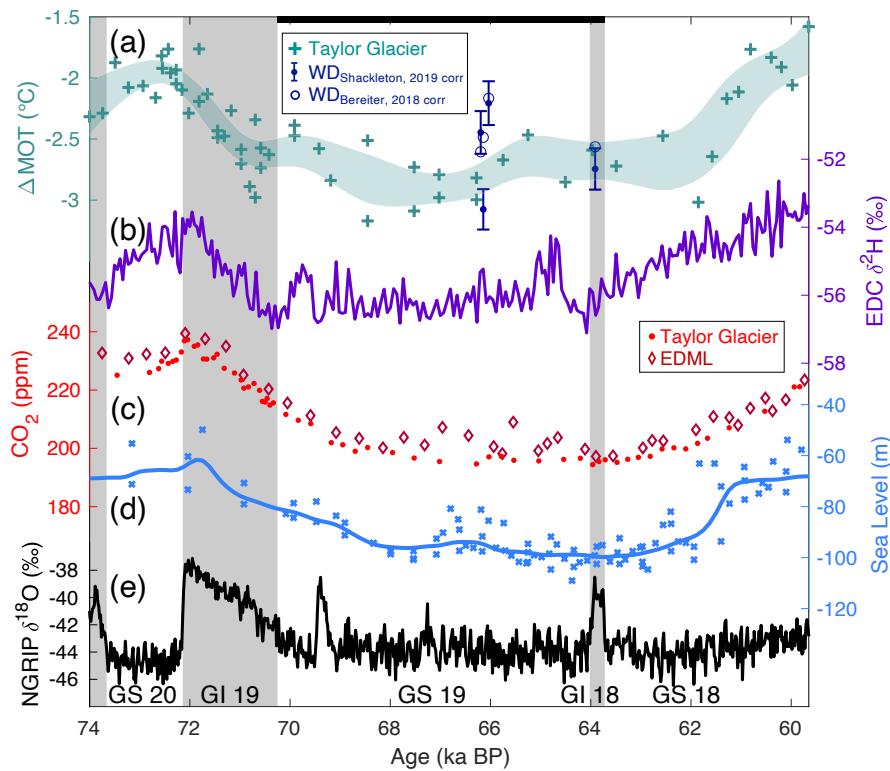 -1.5
-2
-2.5
-3
Δ MOT (°C)
(a)
Taylor Glacier
WD Shackleton, 2019 corr
WD Bereiter, 2018 corr
-52
-54
-56
-58
EDC δ²H (‰)
(b)
240
220
200
180
CO₂ (ppm)
(c)
Taylor Glacier
EDML
-40
-60
-80
-100
-120
Sea Level (m)
(d)
-38
-40
-42
-44
-46
NGRIP δ¹⁸O (‰)
(e)
GS 20
GI 19
GS 19
GI 18
GS 18
74
72
70
68
66
64
62
60
Age (ka BP)